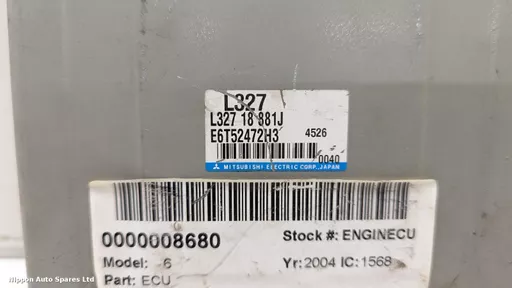 L327
L327 18 881J
E6T52472H3 4526
0040
MITSUBISHI ELECTRIC CORP. JAPAN
0000008680 Stock #: ENGINECU
Model: 6 Yr: 2004 IC: 1568
Part: ECU
Nippon Auto Spares Ltd